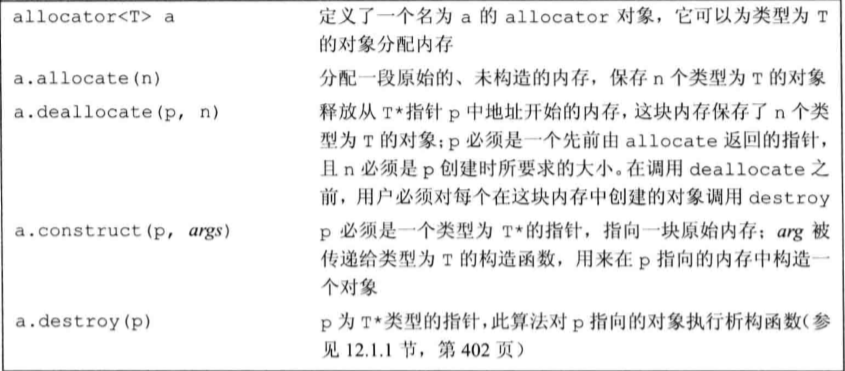 allocator<T> a 定义了一个名为 a 的 allocator 对象，它可以为类型为 T
的对象分配内存
a.allocate(n) 分配一段原始的、未构造的内存，保存 n 个类型为 T 的对象
a.deallocate(p, n) 释放从 T*指针 p 中地址开始的内存，这块内存保存了 n 个类
型为 T 的对象；p 必须是一个先前由 allocate 返回的指针，
且 n 必须是 p 创建时所要求的大小。在调用 deallocate 之
前，用户必须对每个在这块内存中创建的对象调用 destroy
a.construct(p, args) p 必须是一个类型为 T*的指针，指向一块原始内存；arg 被
传递给类型为 T 的构造函数，用来在 p 指向的内存中构造一
个对象
a.destroy(p) p 为 T*类型的指针，此算法对 p 指向的对象执行析构函数（参
见 12.1.1 节，第 402 页）